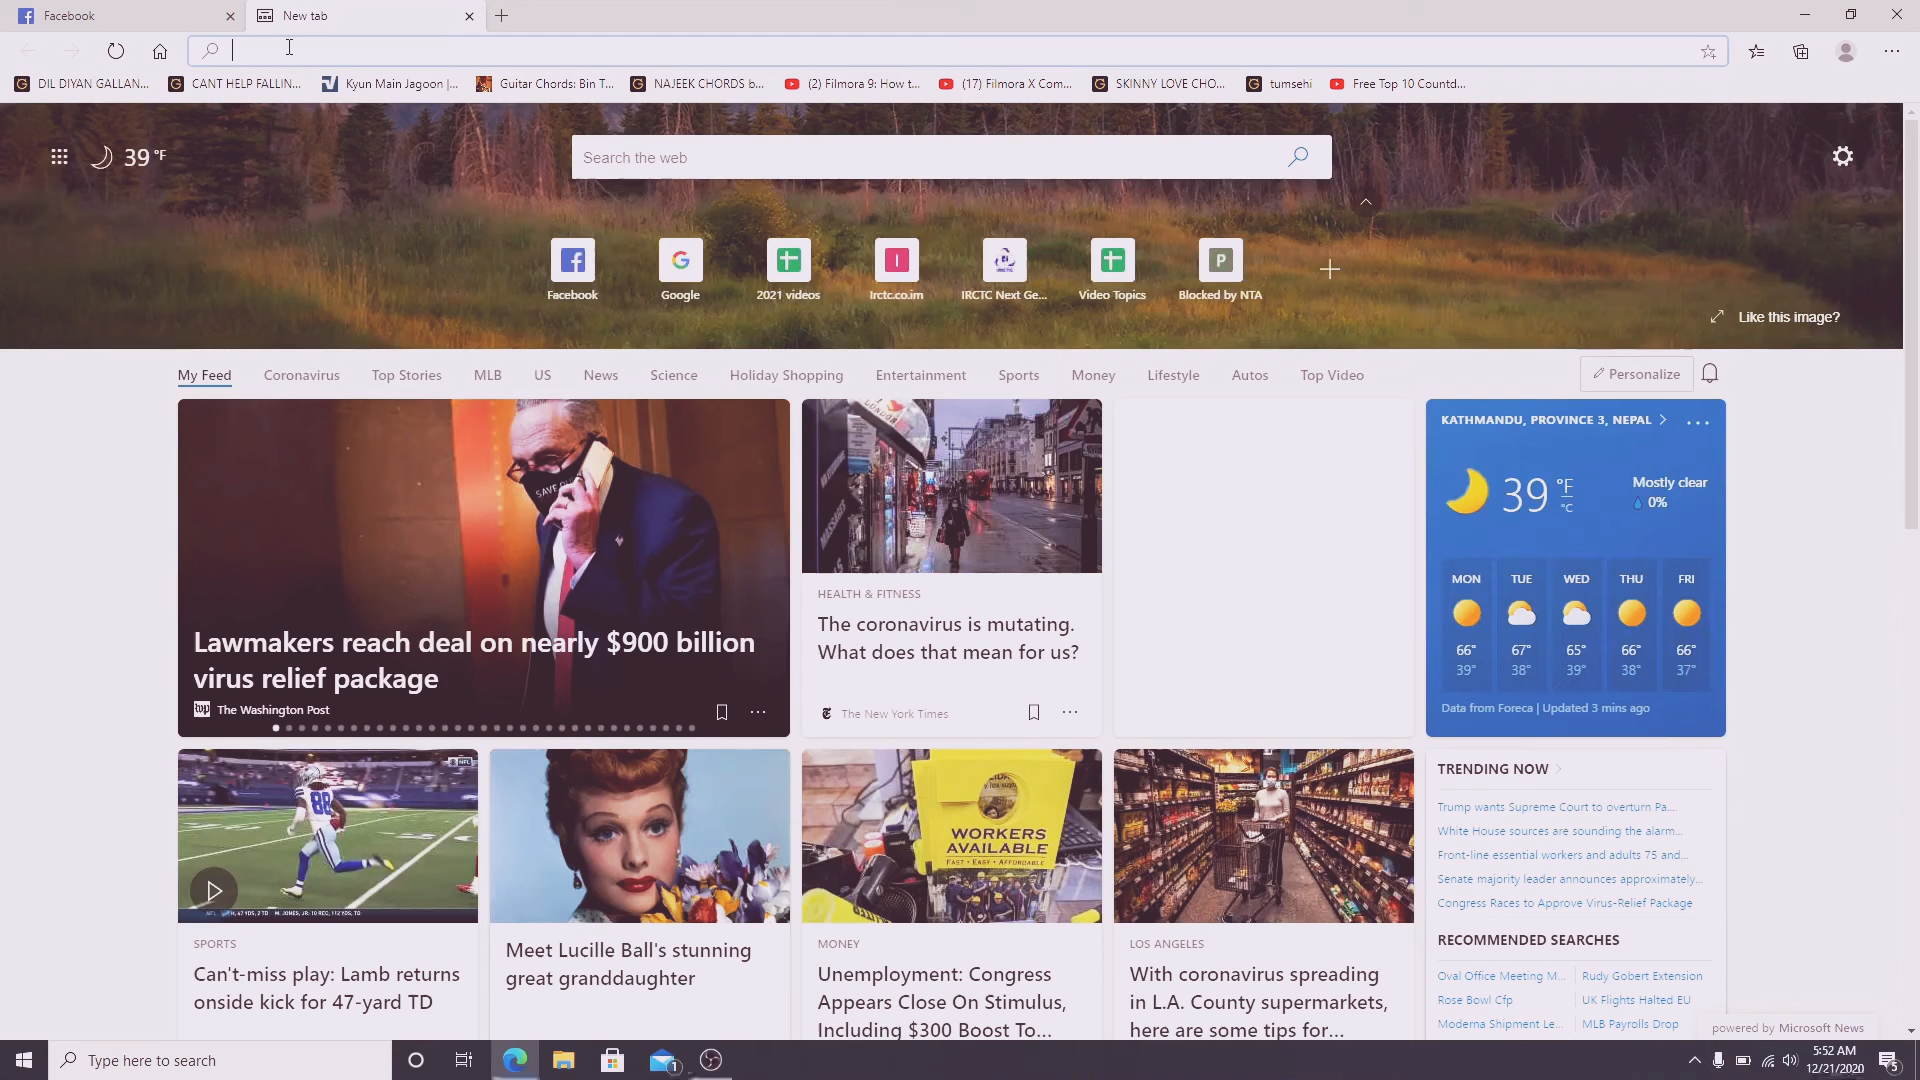 Facebook
New tab
DIL DIYAN GALLAN...
CANT HELP FALLIN...
Kyun Main Jagoon |...
Guitar Chords: Bin T...
NAJEEK CHORDS b...
(2) Filmora 9: How t...
(17) Filmora X Com...
SKINNY LOVE CHO...
tumsehi
Free Top 10 Countd...
39 °F
Search the web
Facebook
Google
2021 videos
Irctc.co.im
IRCTC Next Ge...
Video Topics
Blocked by NTA
Like this image?
My Feed
Coronavirus
Top Stories
MLB
US
News
Science
Holiday Shopping
Entertainment
Sports
Money
Lifestyle
Autos
Top Video
Personalize
Lawmakers reach deal on nearly $900 billion
virus relief package
The Washington Post
HEALTH & FITNESS
The coronavirus is mutating.
What does that mean for us?
The New York Times
KATHMANDU, PROVINCE 3, NEPAL
39 °F
°C
Mostly clear
0%
MON TUE WED THU FRI
66° 67° 65° 66° 66°
39° 38° 39° 38° 37°
Data from Foreca | Updated 3 mins ago
SPORTS
Can't-miss play: Lamb returns
onside kick for 47-yard TD
Meet Lucille Ball's stunning
great granddaughter
WORKERS
AVAILABLE
FAST • EASY • AFFORDABLE
MONEY
Unemployment: Congress
Appears Close On Stimulus,
Including $300 Boost To...
LOS ANGELES
With coronavirus spreading
in L.A. County supermarkets,
here are some tips for...
TRENDING NOW
Trump wants Supreme Court to overturn Pa...
White House sources are sounding the alarm...
Front-line essential workers and adults 75 and...
Senate majority leader announces approximately...
Congress Races to Approve Virus-Relief Package
RECOMMENDED SEARCHES
Oval Office Meeting M...
Rudy Gobert Extension
Rose Bowl Cfp
UK Flights Halted EU
Moderna Shipment Le...
MLB Payrolls Drop
powered by Microsoft News
Type here to search
1
5:52 AM
12/21/2020
5